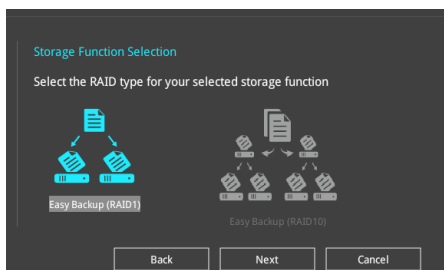 Storage Function Selection
Select the RAID type for your selected storage function
Easy Backup (RAID1)
Easy Backup (RAID10)
Back
Next
Cancel